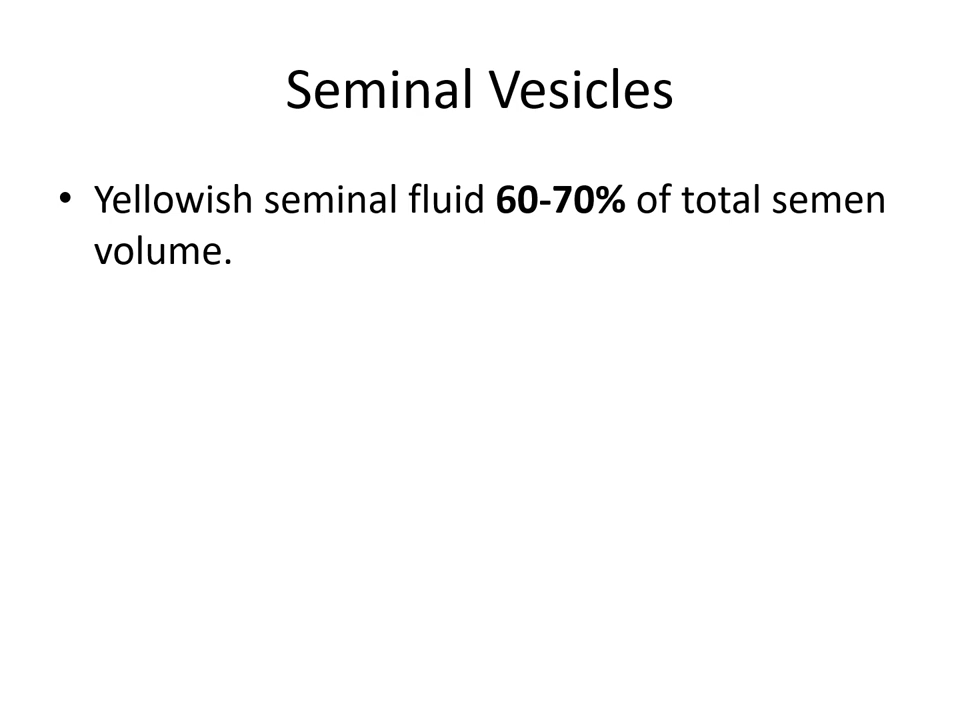 Seminal Vesicles
• Yellowish seminal fluid 60-70% of total semen
volume.